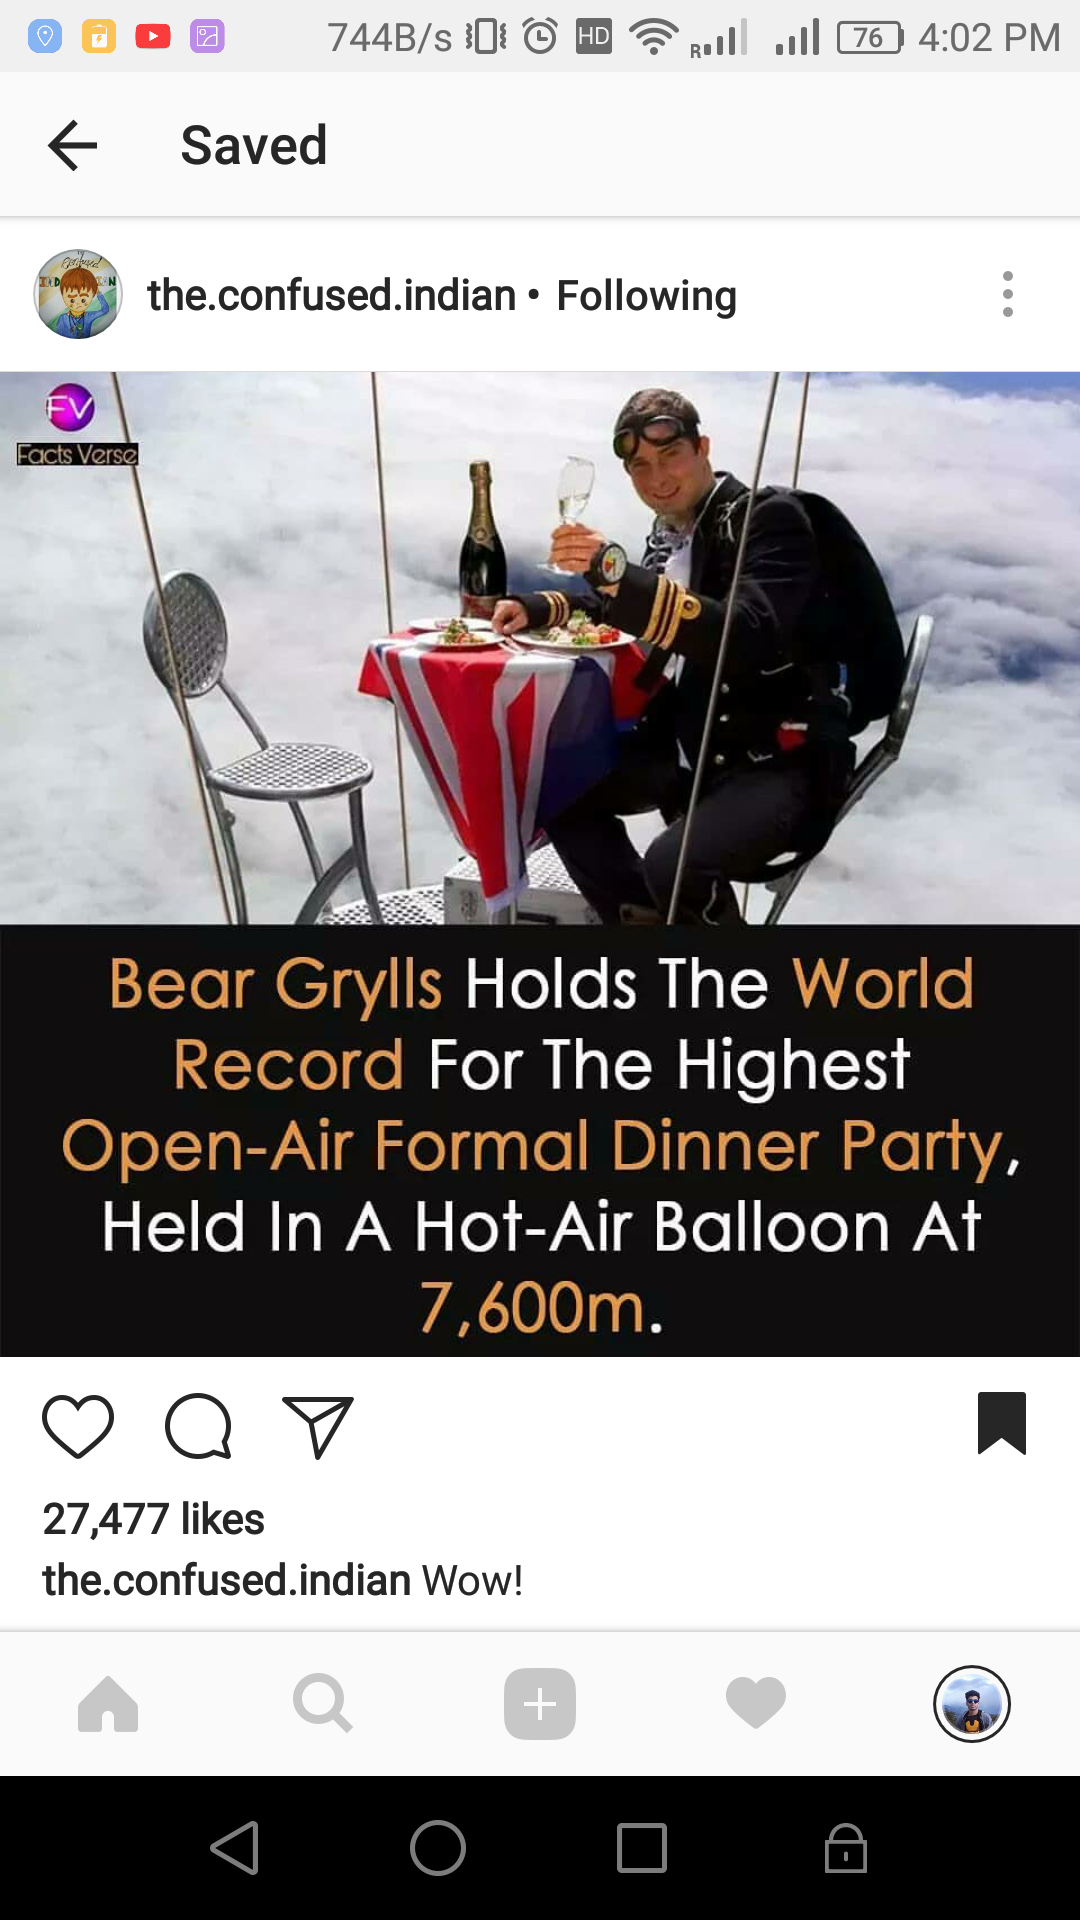 744B/s HD R 76 4:02 PM
Saved
the.confused.indian • Following
FV
Facts Verse
Bear Grylls Holds The World
Record For The Highest
Open-Air Formal Dinner Party,
Held In A Hot-Air Balloon At
7,600m.
27,477 likes
the.confused.indian Wow!